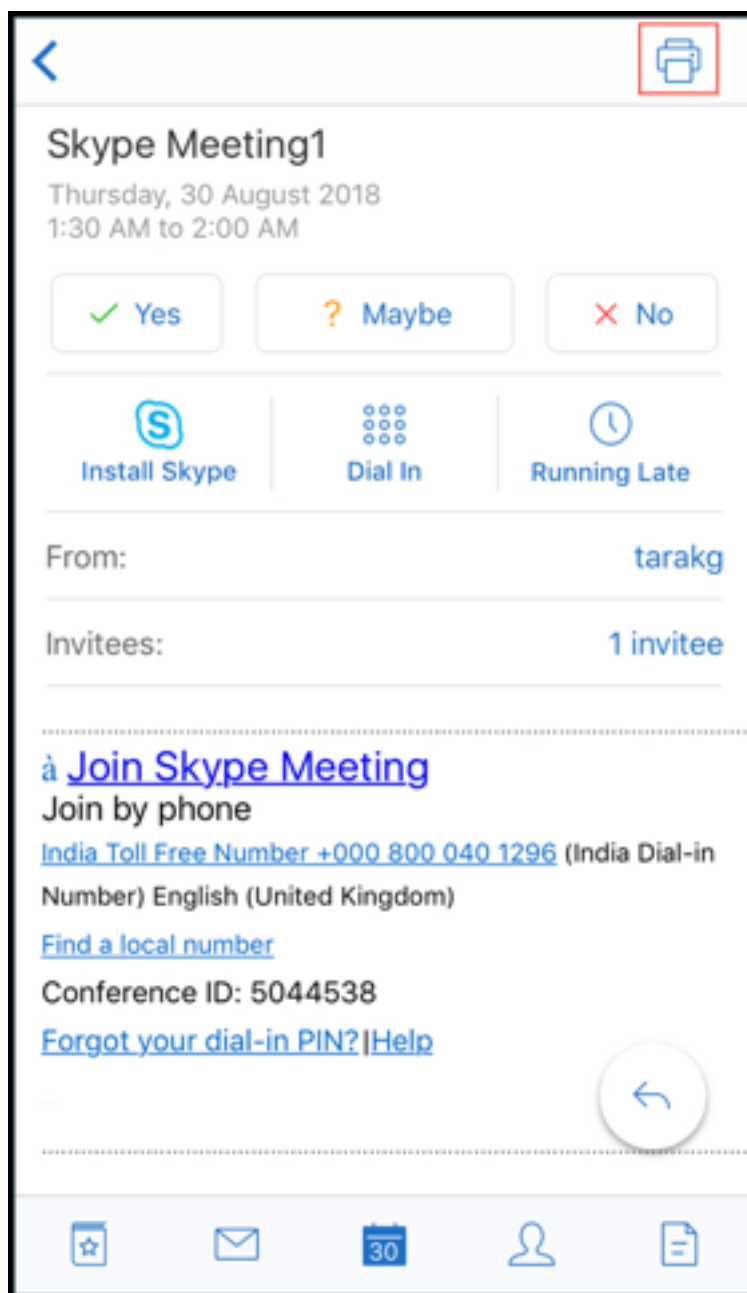 Skype Meeting1
Thursday, 30 August 2018
1:30 AM to 2:00 AM
Yes ? Maybe No
S
Install Skype Dial In Running Late
From: tarakg
Invitees: 1 invitee
à Join Skype Meeting
Join by phone
India Toll Free Number +000 800 040 1296 (India Dial-in
Number) English (United Kingdom)
Find a local number
Conference ID: 5044538
Forgot your dial-in PIN?|Help
30